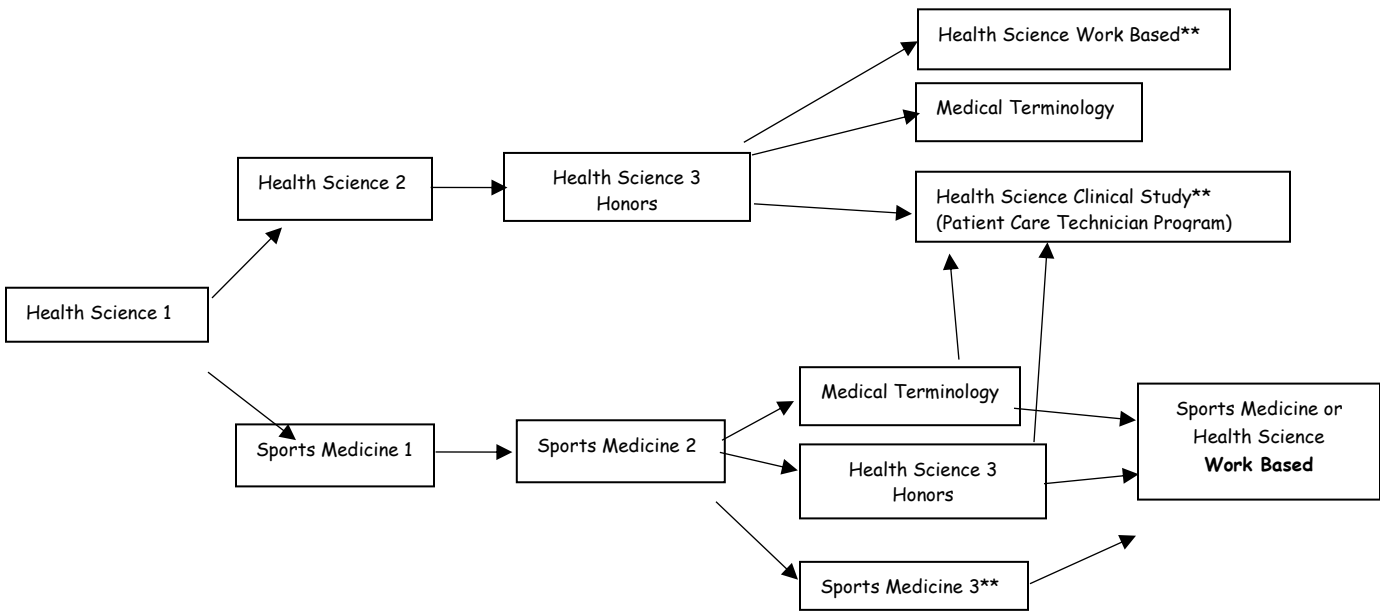 Health Science Work Based**
Medical Terminology
Health Science 2
Health Science 3
Honors
Health Science Clinical Study**
(Patient Care Technician Program)
Health Science 1
Medical Terminology
Sports Medicine or
Health Science
Work Based
Sports Medicine 1
Sports Medicine 2
Health Science 3
Honors
Sports Medicine 3**